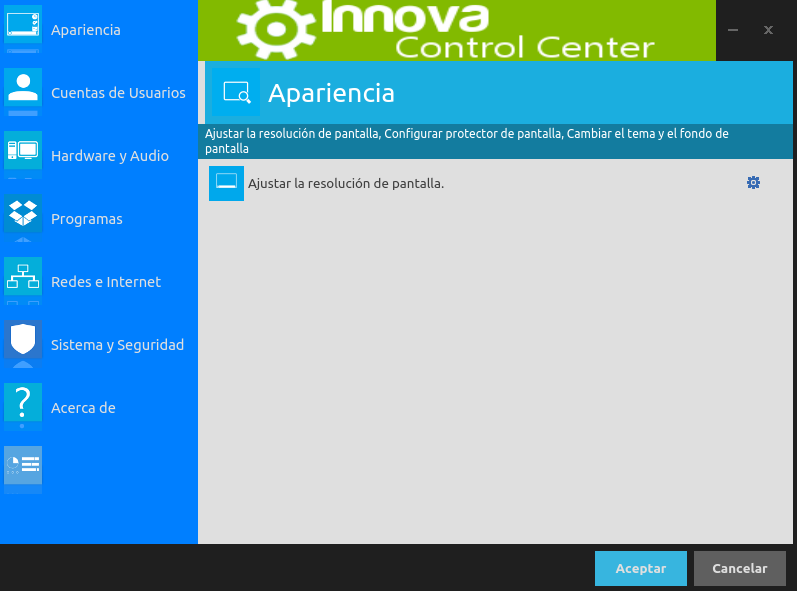 Innova
Control Center
Apariencia
Cuentas de Usuarios
Hardware y Audio
Programas
Redes e Internet
Sistema y Seguridad
Acerca de
Apariencia
Ajustar la resolución de pantalla, Configurar protector de pantalla, Cambiar el tema y el fondo de
pantalla
Ajustar la resolución de pantalla.
Aceptar
Cancelar